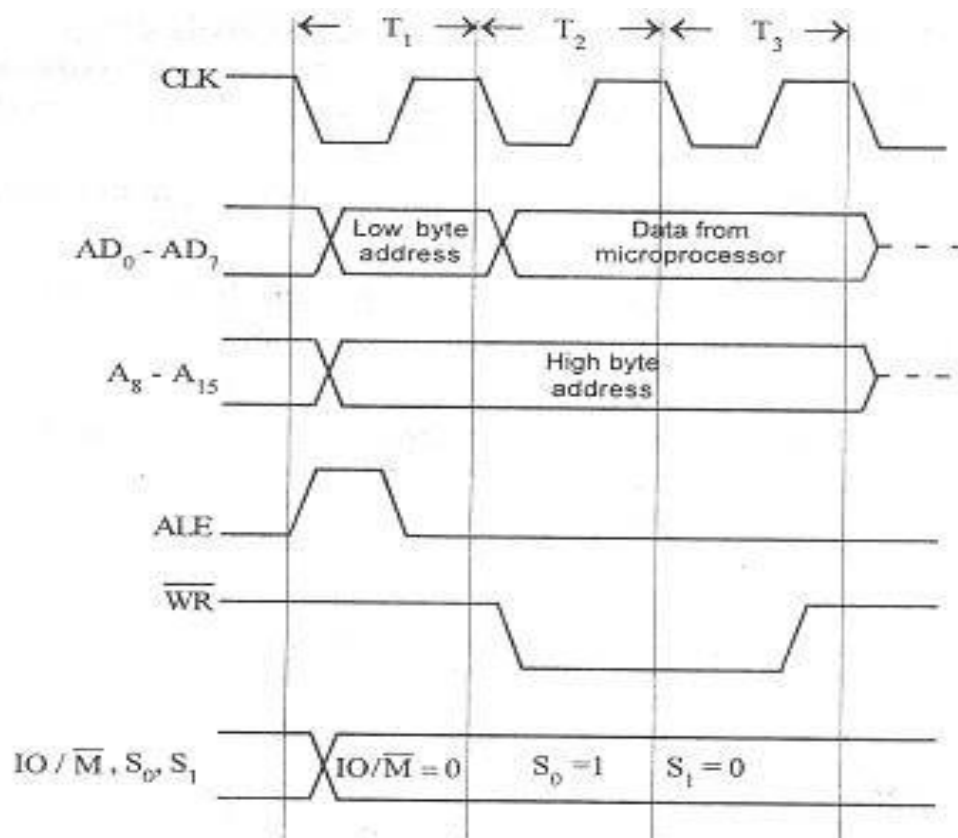 T₁ T₂ T₃
CLK
AD₀ - AD₇
Low byte
address
Data from
microprocessor
A₈ - A₁₅
High byte
address
ALE
W̅R̅
IO / M̅ , S₀, S₁
IO/M̅ = 0 S₀ =1 S₁ = 0